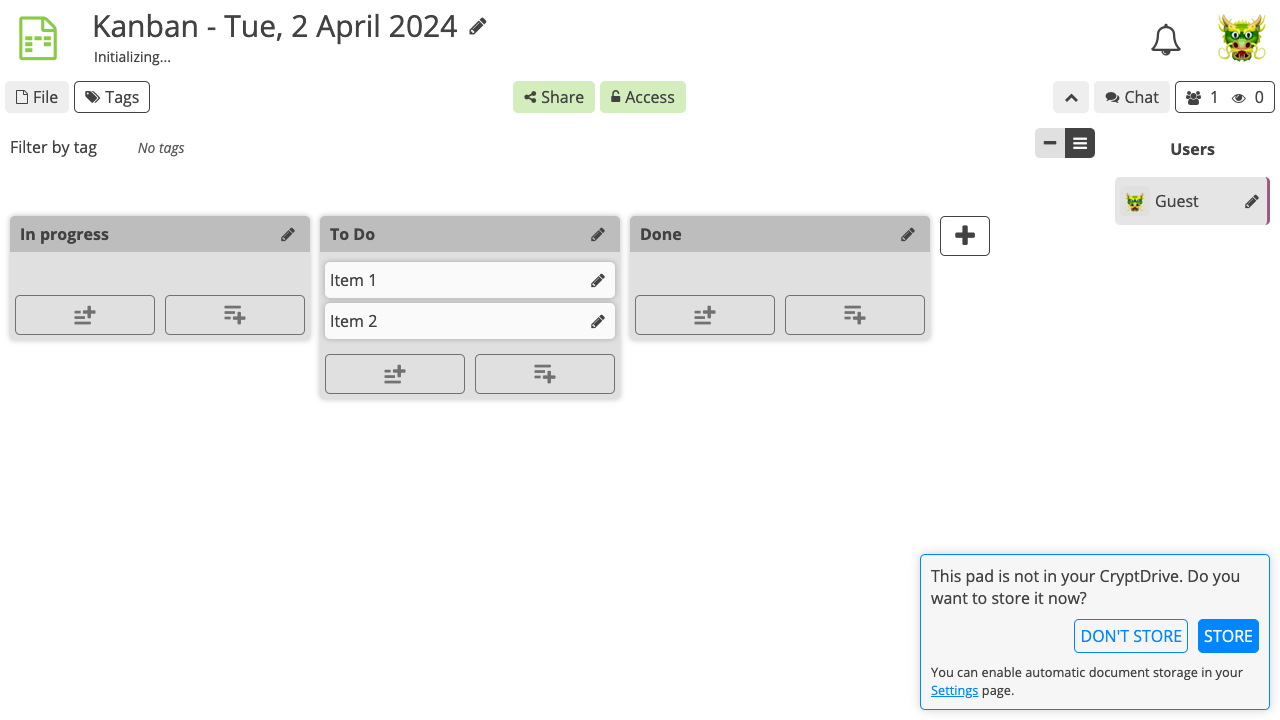 Kanban - Tue, 2 April 2024
Initializing...
File
Tags
Share
Access
Chat
1
0
Filter by tag
No tags
Users
Guest
In progress
To Do
Done
Item 1
Item 2
This pad is not in your CryptDrive. Do you
want to store it now?
DON'T STORE
STORE
You can enable automatic document storage in your
Settings page.